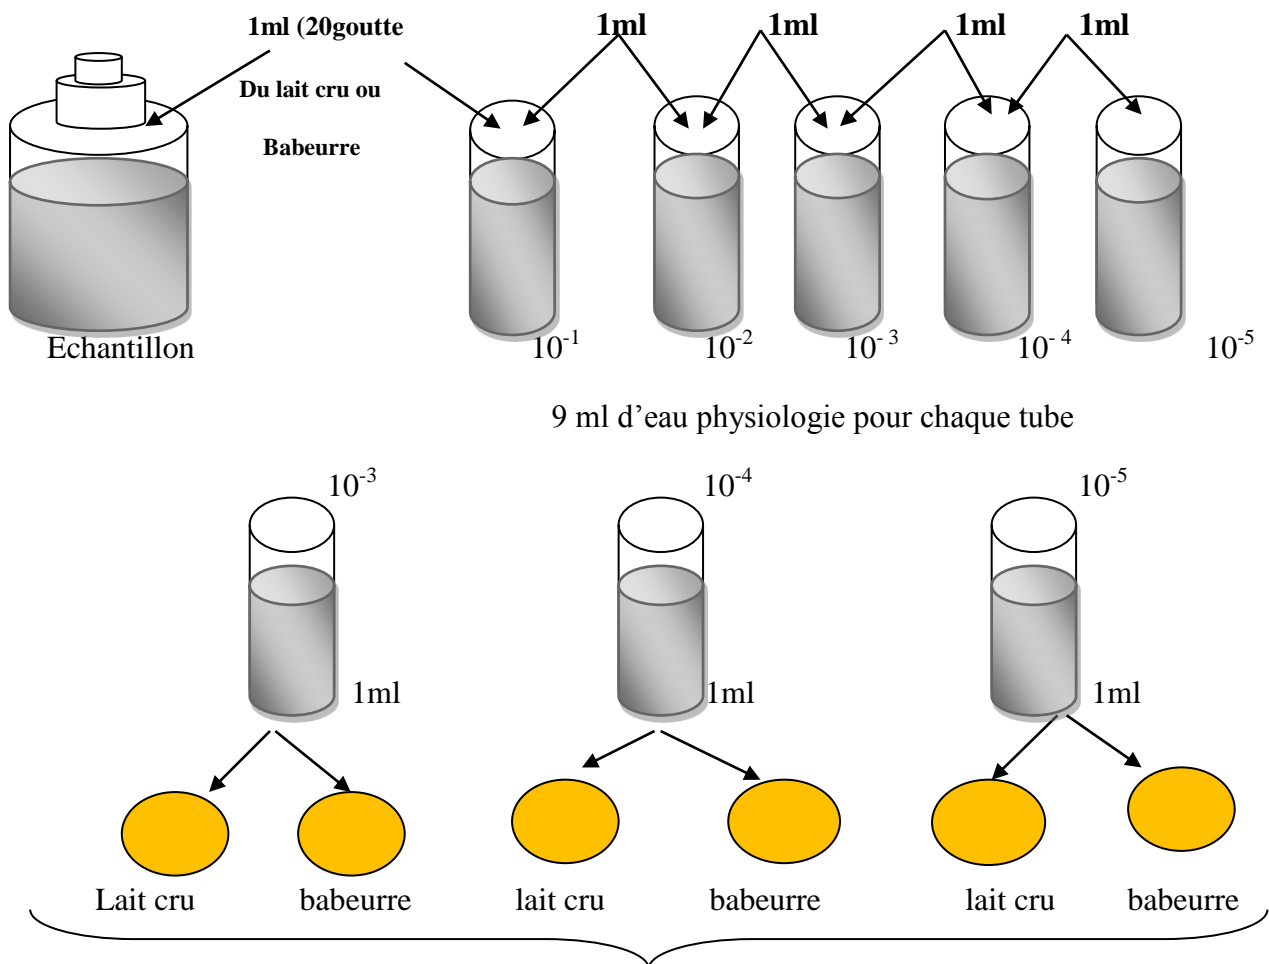 1ml (20goutte 1ml 1ml 1ml 1ml
Du lait cru ou
Babeurre
Echantillon 10-1 10-2 10- 3 10- 4 10-5
9 ml d’eau physiologie pour chaque tube
10-3 10-4 10-5
1ml 1ml 1ml
Lait cru babeurre lait cru babeurre lait cru babeurre